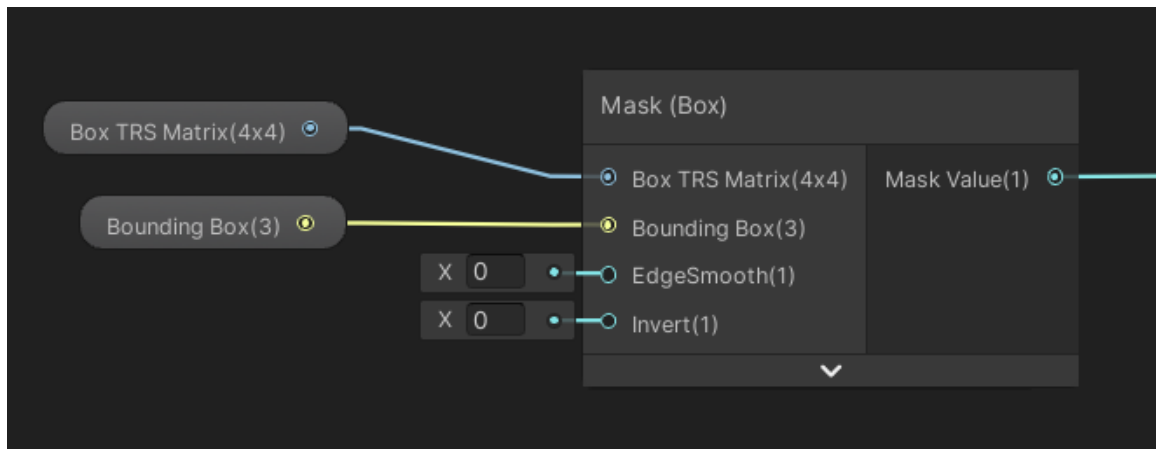 Mask (Box)
Box TRS Matrix(4x4)
Box TRS Matrix(4x4)
Mask Value(1)
Bounding Box(3)
Bounding Box(3)
X 0
EdgeSmooth(1)
X 0
Invert(1)